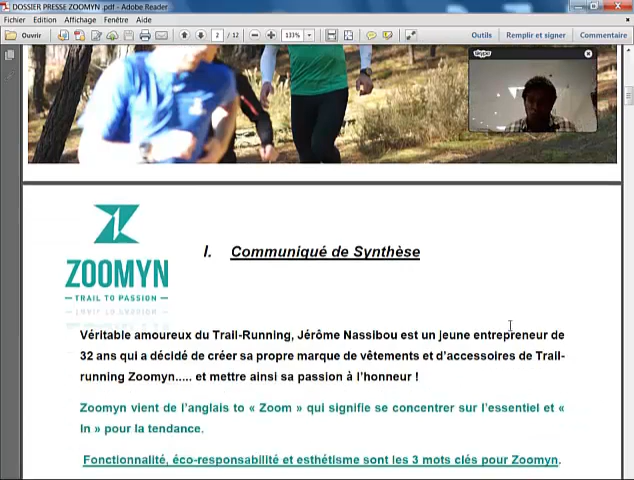 DOSSIER PRESSE ZOOMYN .pdf - Adobe Reader
Fichier Edition Affichage Fenêtre Aide
Ouvrir 2 / 12 133% Outils Remplir et signer Commentaire
skype
I. Communiqué de Synthèse
ZOOMYN
TRAIL TO PASSION
Véritable amoureux du Trail-Running, Jérôme Nassibou est un jeune entrepreneur de
32 ans qui a décidé de créer sa propre marque de vêtements et d'accessoires de Trail-
running Zoomyn..... et mettre ainsi sa passion à l'honneur !
Zoomyn vient de l'anglais to « Zoom » qui signifie se concentrer sur l'essentiel et «
In » pour la tendance.
Fonctionnalité, éco-responsabilité et esthétisme sont les 3 mots clés pour Zoomyn.